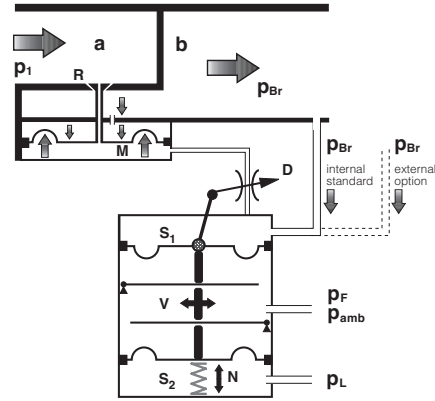 a
b
p1
R
pBr
M
D
pBr
pBr
internal
standard
external
option
S1
V
pF
pamb
S2
N
pL